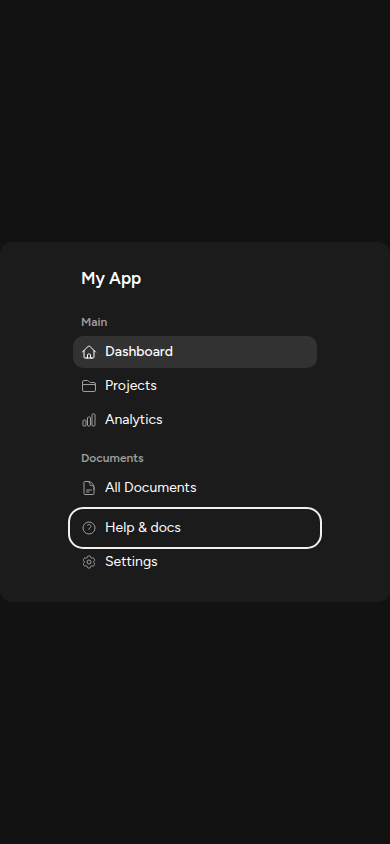 My App
Main
Dashboard
Projects
Analytics
Documents
All Documents
Help & docs
Settings